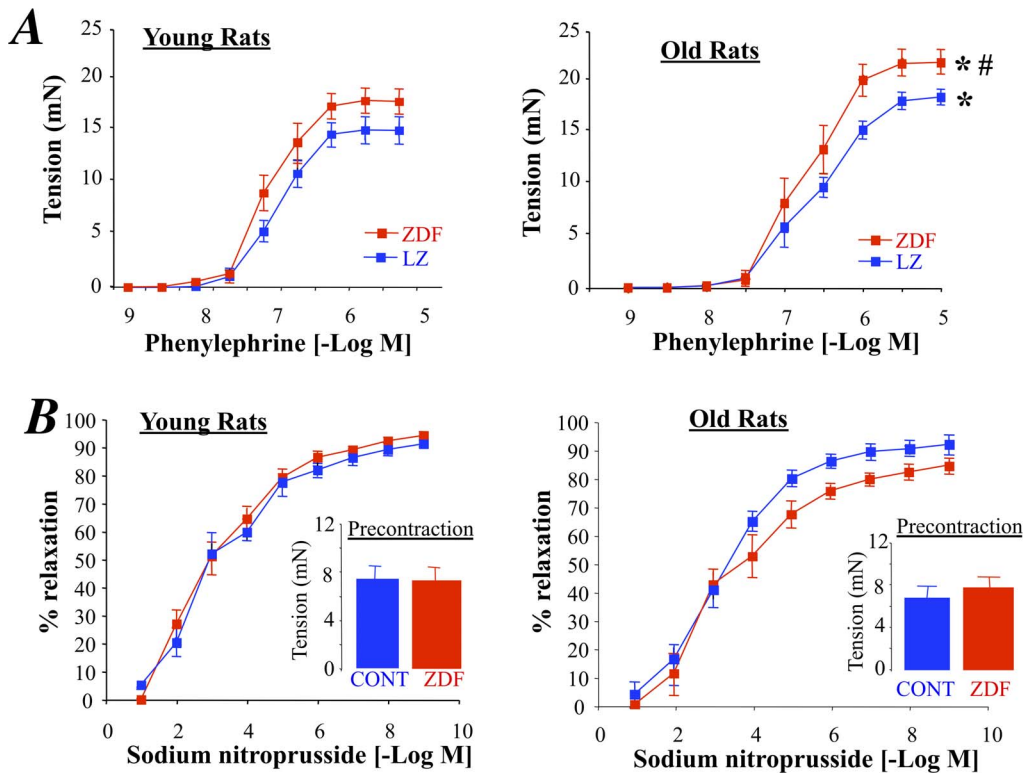 A
Young Rats
25
20
15
10
5
0
Tension (mN)
ZDF
LZ
9 8 7 6 5
Phenylephrine [-Log M]
Old Rats
25
20
15
10
5
0
Tension (mN)
* #
*
ZDF
LZ
9 8 7 6 5
Phenylephrine [-Log M]
B
Young Rats
100
90
80
70
60
50
40
30
20
10
0
% relaxation
Precontraction
12
8
4
0
Tension (mN)
CONT ZDF
0 2 4 6 8 10
Sodium nitroprusside [-Log M]
Old Rats
100
90
80
70
60
50
40
30
20
10
0
% relaxation
Precontraction
12
8
4
0
Tension (mN)
CONT ZDF
0 2 4 6 8 10
Sodium nitroprusside [-Log M]